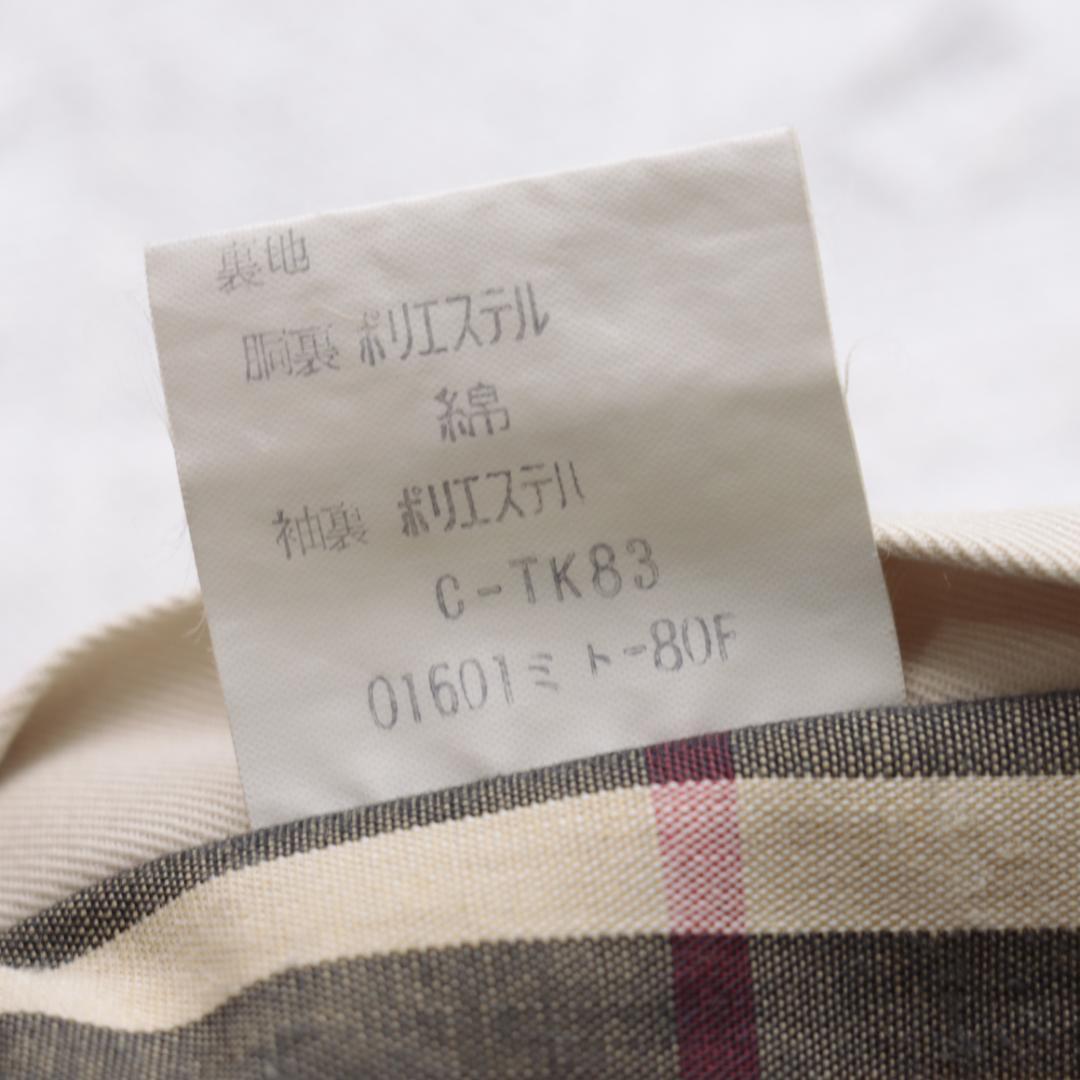 裏地
胴裏 ポリエステル
綿
袖裏 ポリエステル
C-TK83
01601ミト-80F